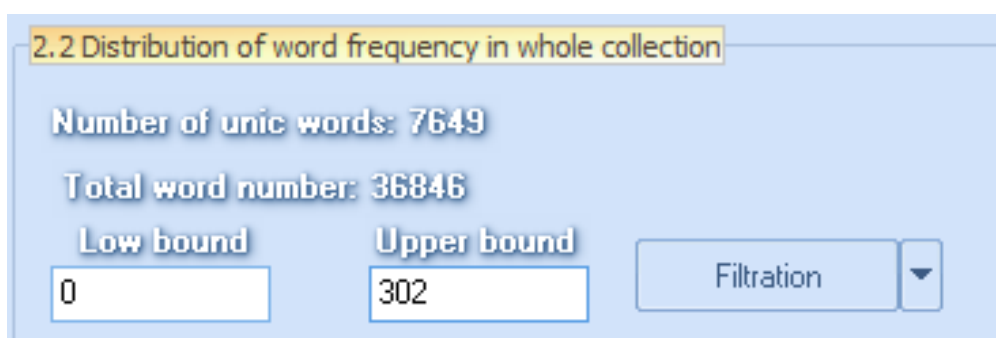 2.2 Distribution of word frequency in whole collection
Number of unic words: 7649
Total word number: 36846
Low bound Upper bound
0 302 Filtration